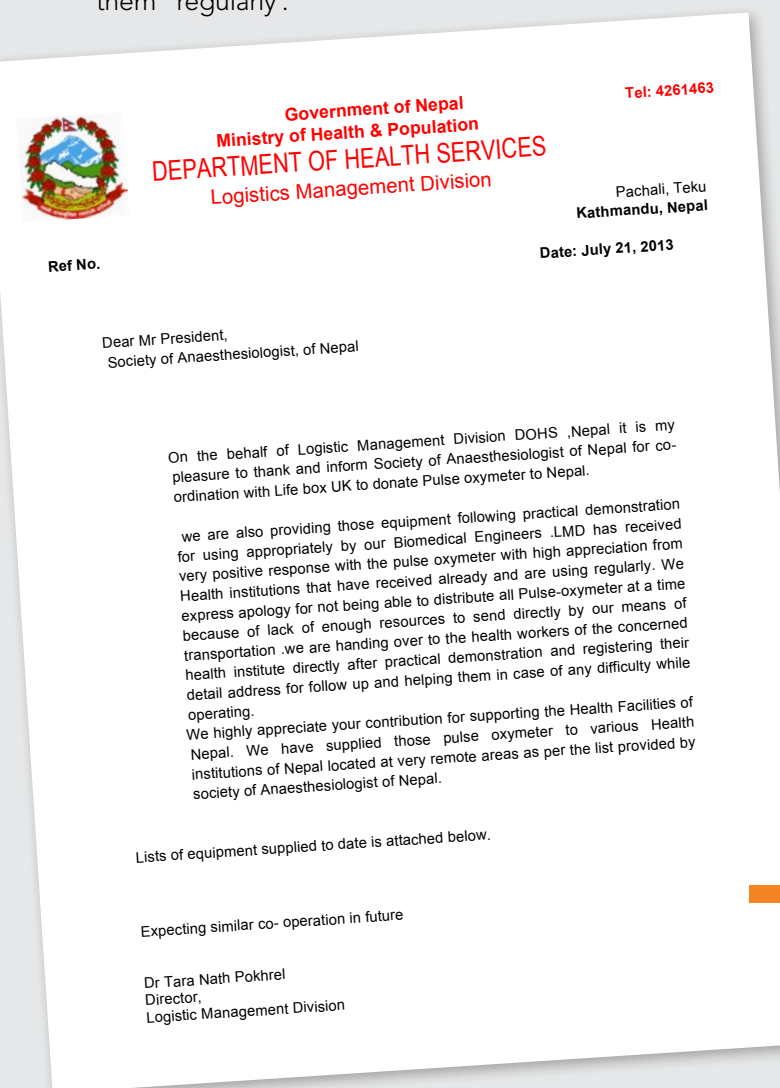 them regularly'.
Government of Nepal
Ministry of Health & Population
DEPARTMENT OF HEALTH SERVICES
Logistics Management Division
Tel: 4261463
Pachali, Teku
Kathmandu, Nepal
Ref No.
Date: July 21, 2013
Dear Mr President,
Society of Anaesthesiologist, of Nepal
On the behalf of Logistic Management Division DOHS ,Nepal it is my
pleasure to thank and inform Society of Anaesthesiologist of Nepal for co-
ordination with Life box UK to donate Pulse oxymeter to Nepal.
we are also providing those equipment following practical demonstration
for using appropriately by our Biomedical Engineers .LMD has received
very positive response with the pulse oxymeter with high appreciation from
Health institutions that have received already and are using regularly. We
express apology for not being able to distribute all Pulse-oxymeter at a time
because of lack of enough resources to send directly by our means of
transportation .we are handing over to the health workers of the concerned
health institute directly after practical demonstration and registering their
detail address for follow up and helping them in case of any difficulty while
operating.
We highly appreciate your contribution for supporting the Health Facilities of
Nepal. We have supplied those pulse oxymeter to various Health
institutions of Nepal located at very remote areas as per the list provided by
society of Anaesthesiologist of Nepal.
Lists of equipment supplied to date is attached below.
Expecting similar co- operation in future
Dr Tara Nath Pokhrel
Director,
Logistic Management Division